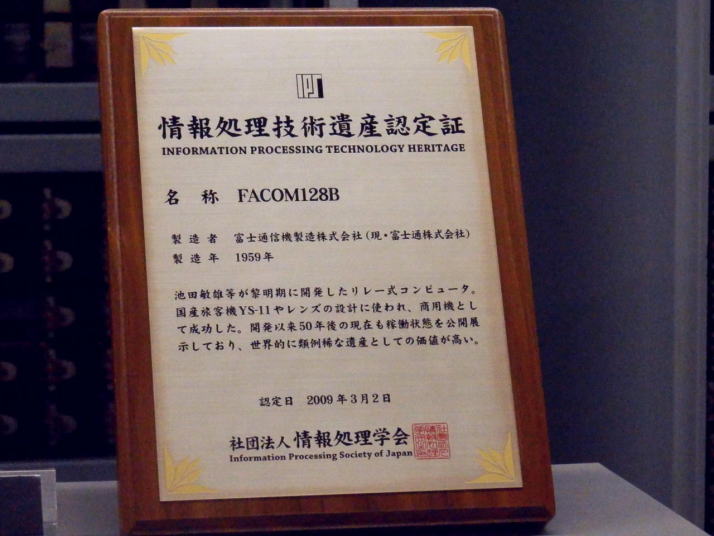 情報処理技術遺産認定証
INFORMATION PROCESSING TECHNOLOGY HERITAGE
名 称 FACOM128B
製造者 富士通信機製造株式会社(現・富士通株式会社)
製造年 1959年
池田敏雄等が黎明期に開発したリレー式コンピュータ。
国産旅客機YS-11やレンズの設計に使われ、商用機とし
て成功した。開発以来50年後の現在も稼働状態を公開展
示しており、世界的に類例稀な遺産としての価値が高い。
認定日 2009年3月2日
社団法人 情報処理学会
Information Processing Society of Japan